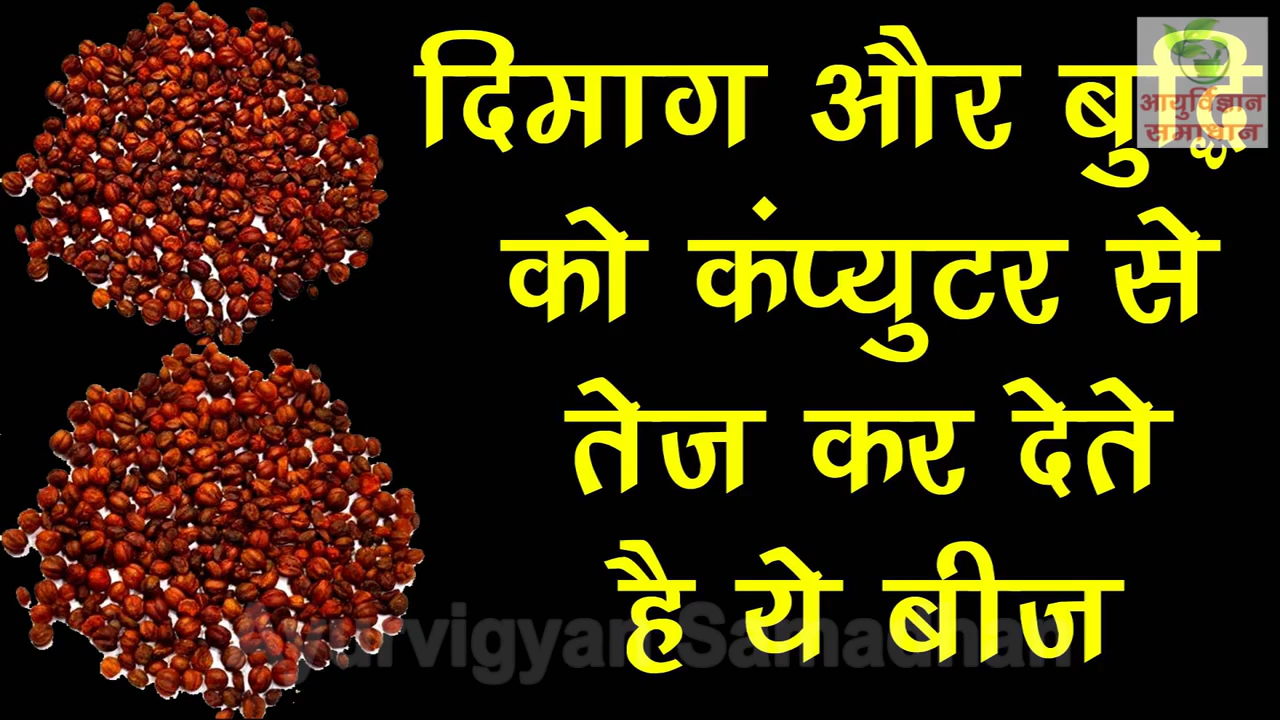 दिमाग और बुद्धि
आयुर्विज्ञान
समाधान
को कंप्युटर से
तेज कर देते
है ये बीज
Ayurvigyan Samadhan